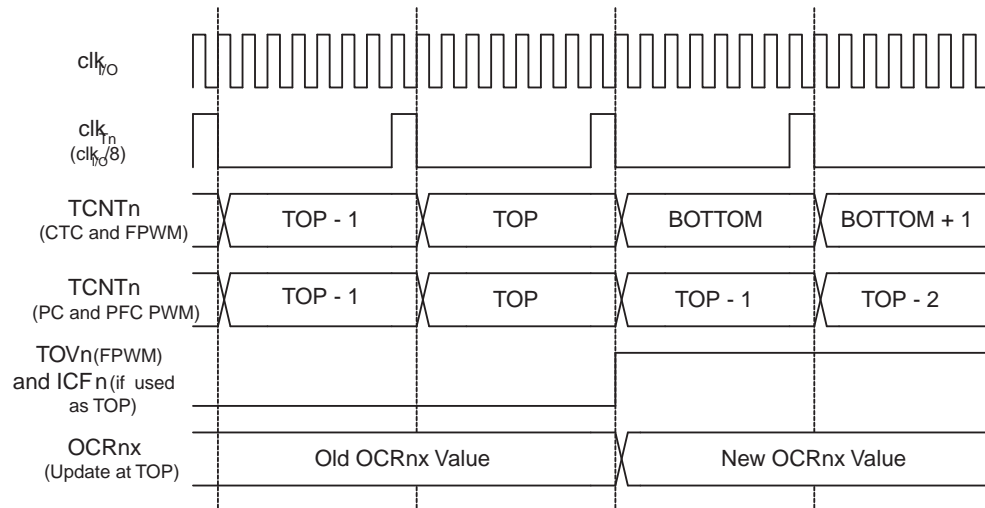 clkI/O
clkTn
(clkI/O/8)
TCNTn
(CTC and FPWM)
TOP - 1
TOP
BOTTOM
BOTTOM + 1
TCNTn
(PC and PFC PWM)
TOP - 1
TOP
TOP - 1
TOP - 2
TOVn(FPWM)
and ICFn(if used
as TOP)
OCRnx
(Update at TOP)
Old OCRnx Value
New OCRnx Value